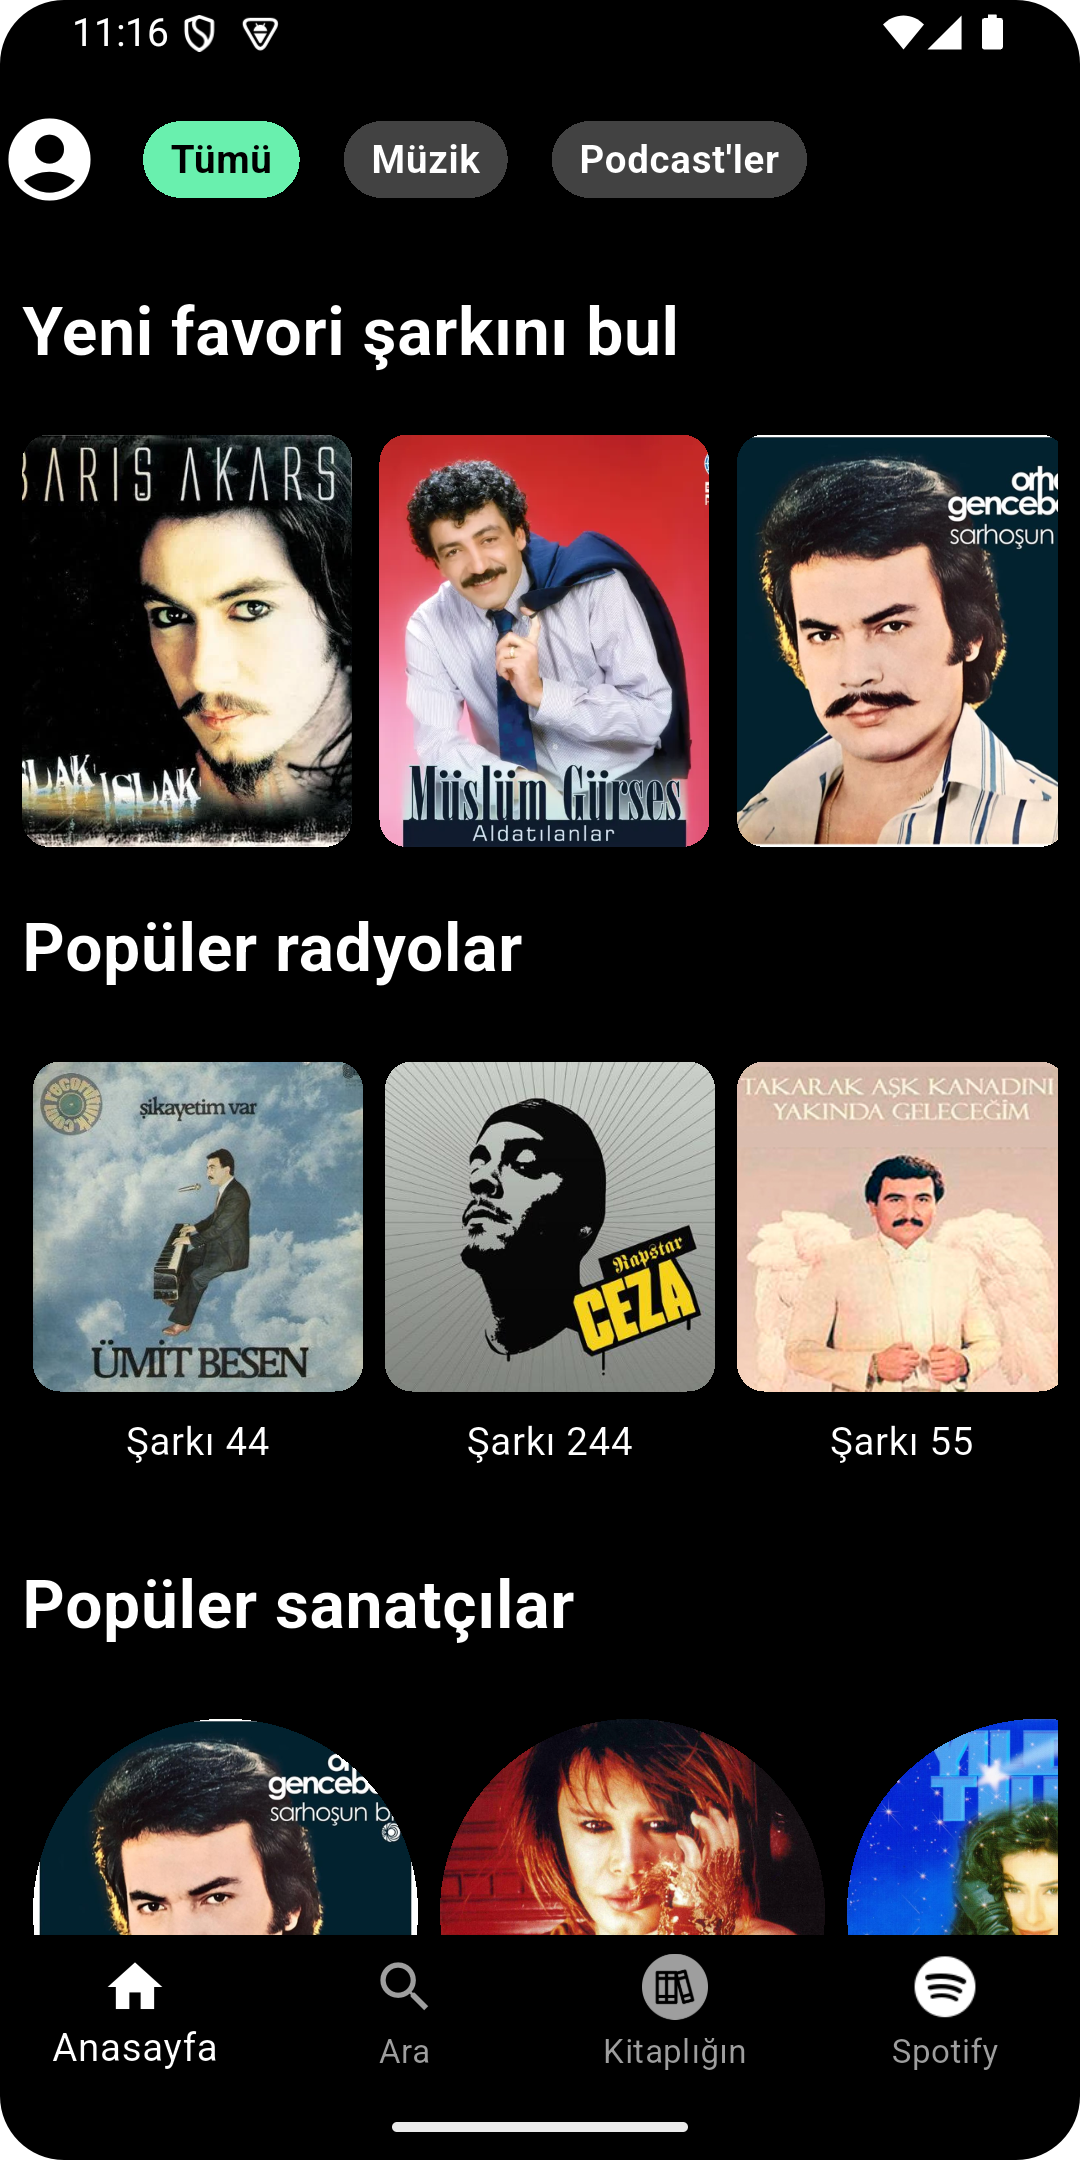 11:16
Tümü
Müzik
Podcast'ler
Yeni favori şarkını bul
BARIŞ AKARS
ISLAK ISLAK
Müslüm Gürses
Aldatılanlar
orh
genceb
sarhoşun
Popüler radyolar
şikayetim var
ÜMİT BESEN
Rapstar
CEZA
TAKARAK AŞK KANADINI
YAKINDA GELECEĞİM
Şarkı 44
Şarkı 244
Şarkı 55
Popüler sanatçılar
genceb
sarhoşun b
Anasayfa
Ara
Kitaplığın
Spotify